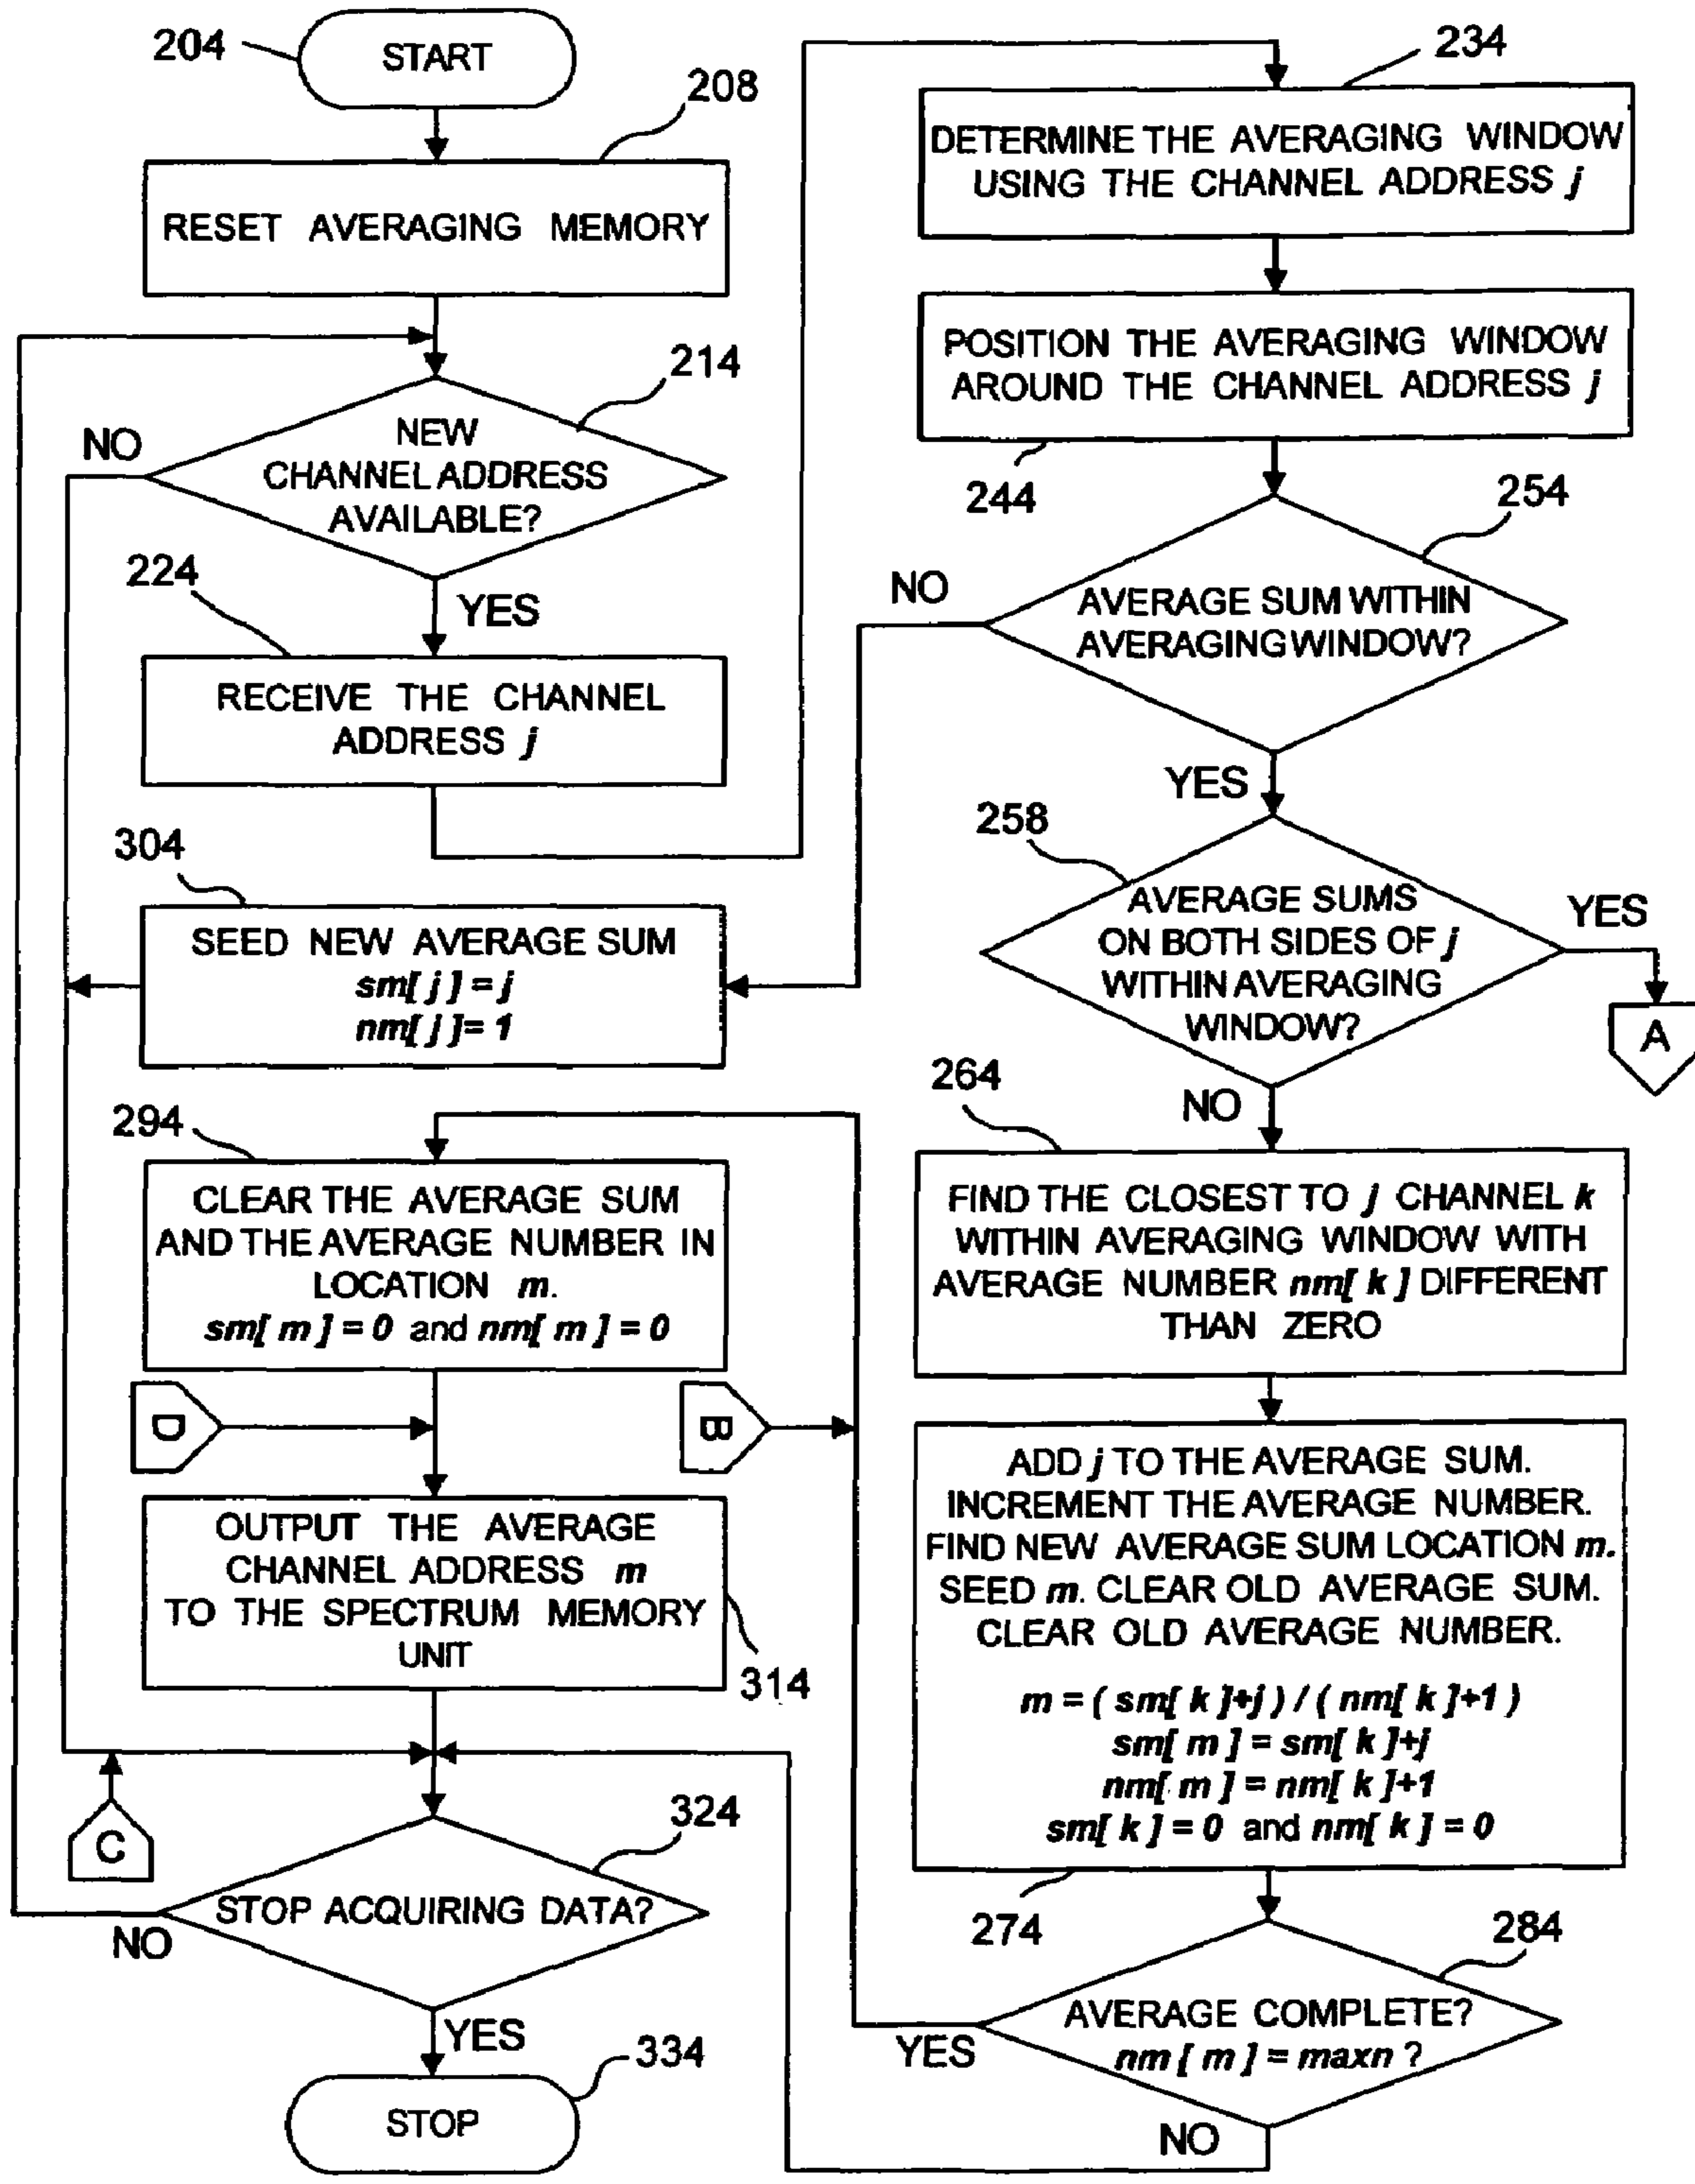 204
START
208
RESET AVERAGING MEMORY
214
NEW
CHANNEL ADDRESS
AVAILABLE?
NO
YES
224
RECEIVE THE CHANNEL
ADDRESS j
234
DETERMINE THE AVERAGING WINDOW
USING THE CHANNEL ADDRESS j
POSITION THE AVERAGING WINDOW
AROUND THE CHANNEL ADDRESS j
244
254
AVERAGE SUM WITHIN
AVERAGING WINDOW?
NO
YES
304
SEED NEW AVERAGE SUM
sm[ j ] = j
nm[ j ]= 1
258
AVERAGE SUMS
ON BOTH SIDES OF j
WITHIN AVERAGING
WINDOW?
YES
A
NO
264
FIND THE CLOSEST TO j CHANNEL k
WITHIN AVERAGING WINDOW WITH
AVERAGE NUMBER nm[ k ] DIFFERENT
THAN ZERO
ADD j TO THE AVERAGE SUM.
INCREMENT THE AVERAGE NUMBER.
FIND NEW AVERAGE SUM LOCATION m.
SEED m. CLEAR OLD AVERAGE SUM.
CLEAR OLD AVERAGE NUMBER.
m = ( sm[ k ]+j ) / ( nm[ k ]+1 )
sm[ m ] = sm[ k ]+j
nm[ m ] = nm[ k ]+1
sm[ k ] = 0 and nm[ k ] = 0
274
284
AVERAGE COMPLETE?
nm [ m ] = maxn ?
YES
NO
294
CLEAR THE AVERAGE SUM
AND THE AVERAGE NUMBER IN
LOCATION m.
sm[ m ] = 0 and nm[ m ] = 0
D
B
OUTPUT THE AVERAGE
CHANNEL ADDRESS m
TO THE SPECTRUM MEMORY
UNIT
314
C
324
STOP ACQUIRING DATA?
NO
YES
334
STOP